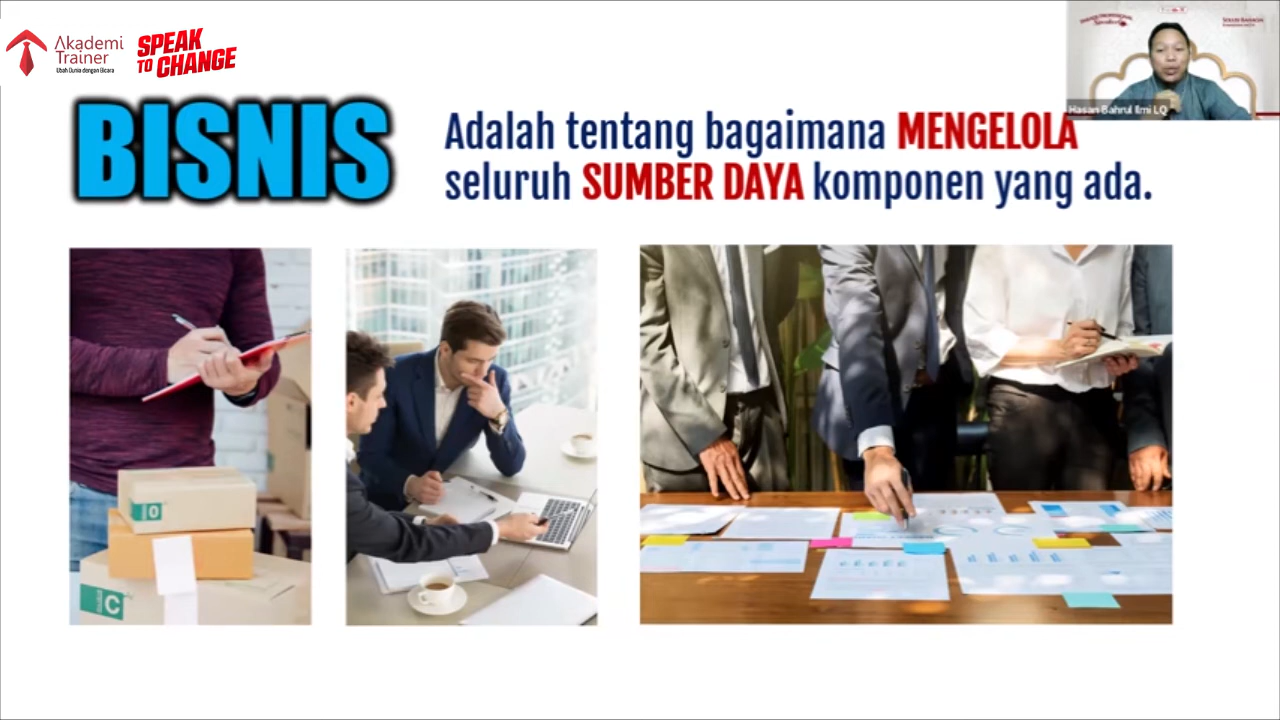 Akademi
Trainer
Ubah Dunia dengan Bicara
SPEAK
TO CHANGE
Hasan Bahrul Ilmi LQ
BISNIS
Adalah tentang bagaimana MENGELOLA
seluruh SUMBER DAYA komponen yang ada.
O
C